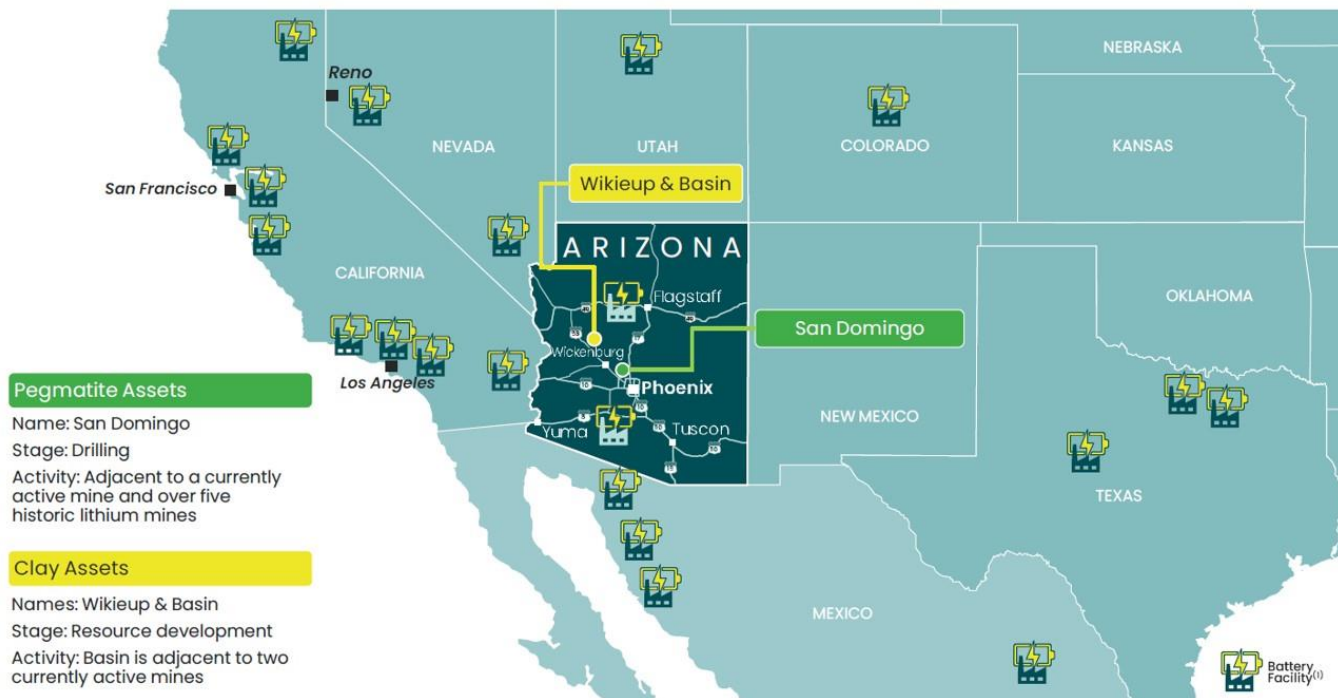 NEBRASKA
Reno
NEVADA
UTAH
COLORADO
KANSAS
San Francisco
Wikieup & Basin
ARIZONA
CALIFORNIA
Flagstaff
OKLAHOMA
San Domingo
Wickenburg
Los Angeles
Phoenix
NEW MEXICO
Yuma
Tuscon
TEXAS
MEXICO
Pegmatite Assets
Name: San Domingo
Stage: Drilling
Activity: Adjacent to a currently
active mine and over five
historic lithium mines
Clay Assets
Names: Wikieup & Basin
Stage: Resource development
Activity: Basin is adjacent to two
currently active mines
Battery
Facility(1)